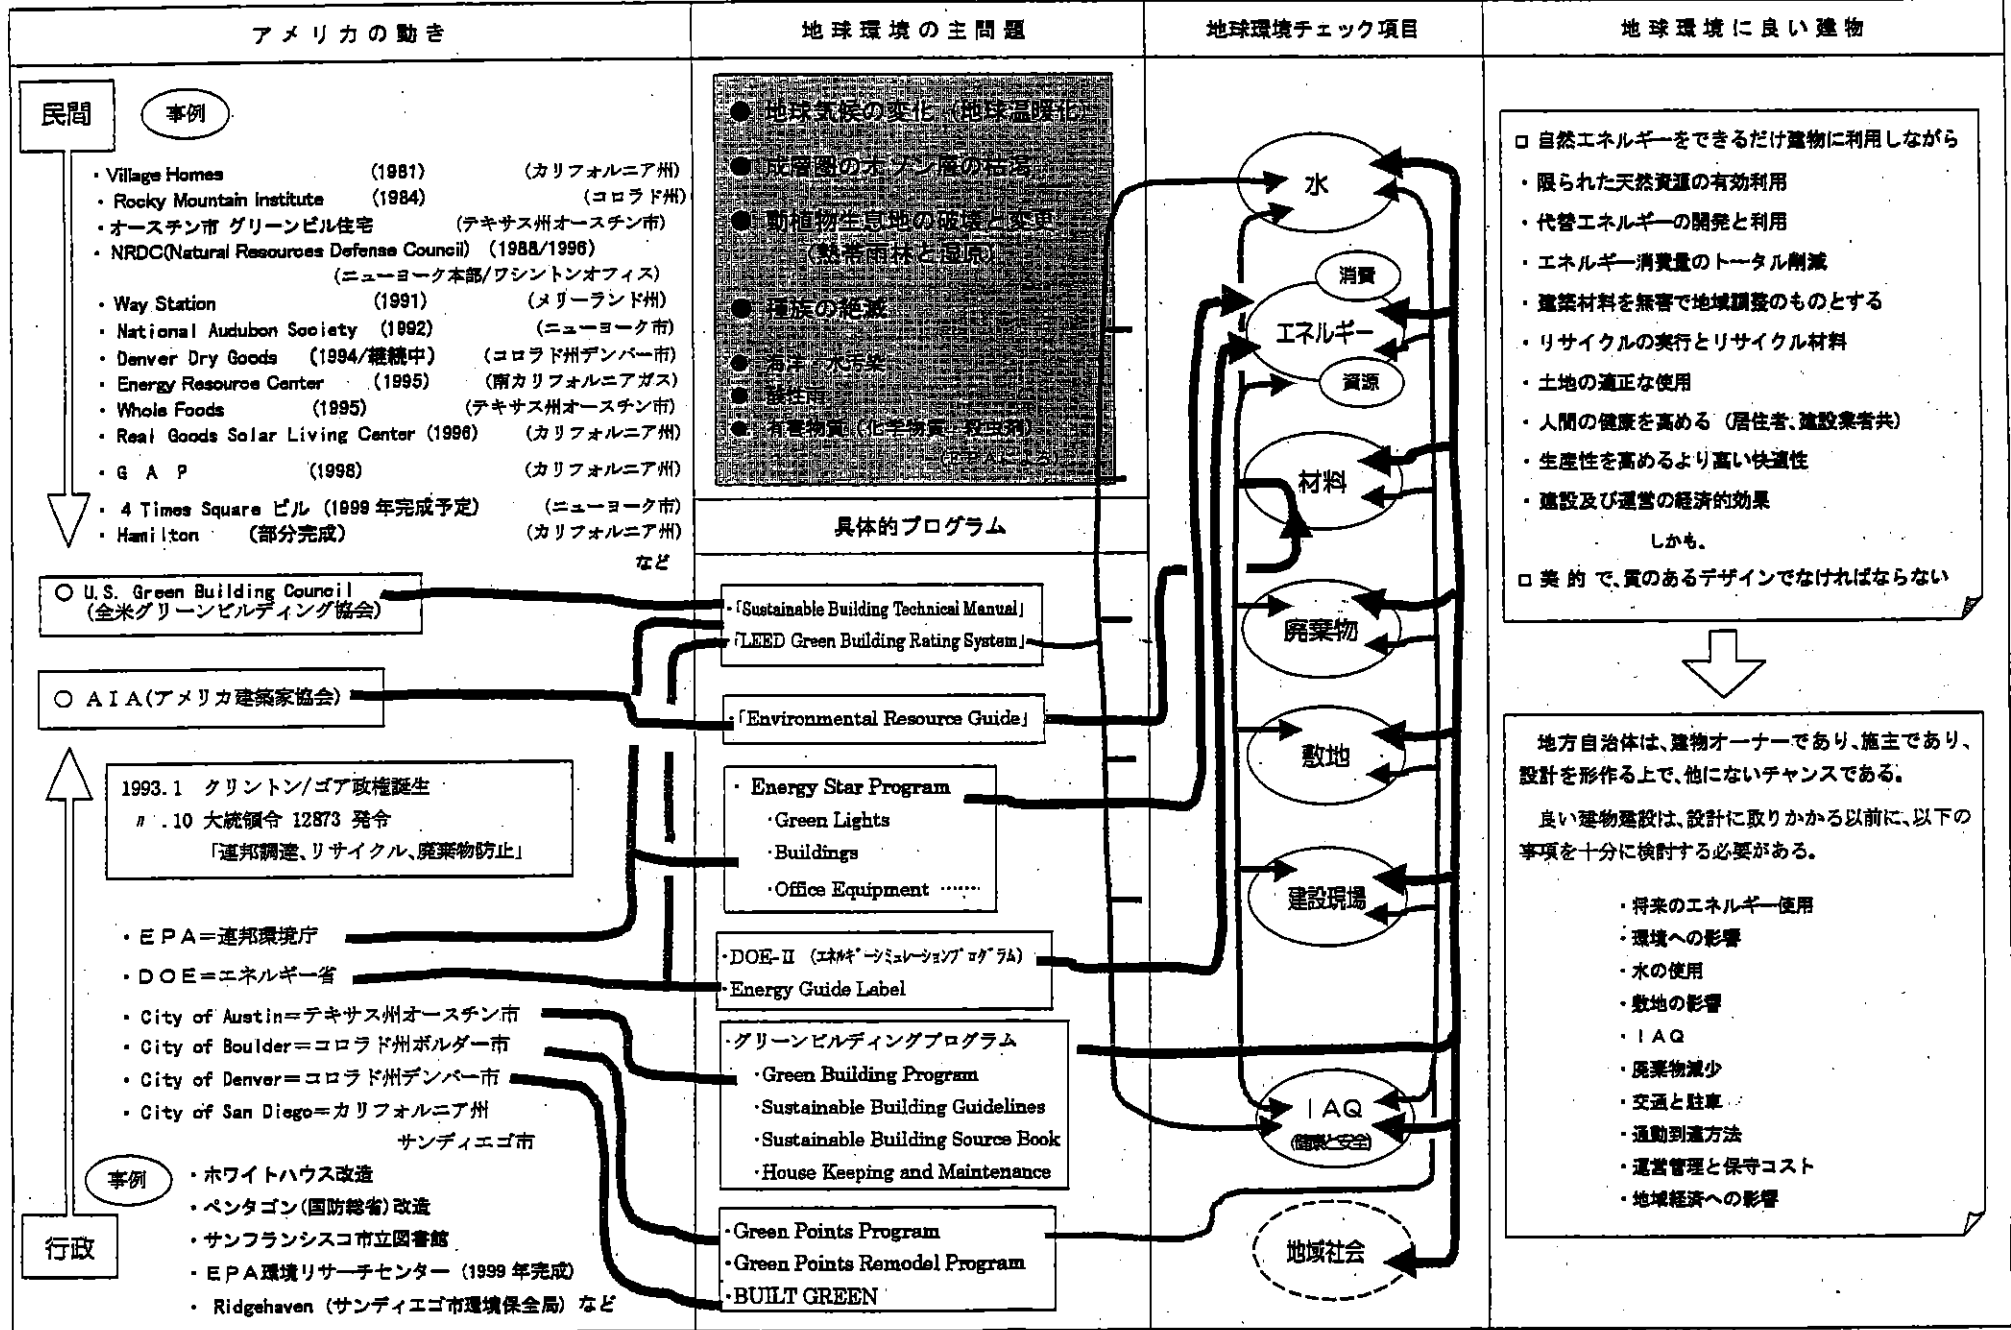 アメリカの動き
民間
事例
・Village Homes (1981) (カリフォルニア州)
・Rocky Mountain Institute (1984) (コロラド州)
・オースチン市 グリーンビル住宅 (テキサス州オースチン市)
・NRDC(Natural Resources Defense Council) (1988/1996)
(ニューヨーク本部/ワシントンオフィス)
・Way Station (1991) (メリーランド州)
・National Audubon Society (1992) (ニューヨーク市)
・Denver Dry Goods (1994/継続中) (コロラド州デンバー市)
・Energy Resource Center (1995) (南カリフォルニアガス)
・Whole Foods (1995) (テキサス州オースチン市)
・Real Goods Solar Living Center (1996) (カリフォルニア州)
・G A P (1998) (カリフォルニア州)
・4 Times Square ビル (1999年完成予定) (ニューヨーク市)
・Hamilton (部分完成) (カリフォルニア州)
など
○ U.S. Green Building Council
(全米グリーンビルディング協会)
○ AIA(アメリカ建築家協会)
1993.1 クリントン/ゴア政権誕生
〃 .10 大統領令 12873 発令
「連邦調達、リサイクル、廃棄物防止」
・EPA=連邦環境庁
・DOE=エネルギー省
・City of Austin=テキサス州オースチン市
・City of Boulder=コロラド州ボルダー市
・City of Denver=コロラド州デンバー市
・City of San Diego=カリフォルニア州
サンディエゴ市
事例
・ホワイトハウス改造
・ペンタゴン(国防総省)改造
・サンフランシスコ市立図書館
・EPA環境リサーチセンター (1999年完成)
・Ridgehaven (サンディエゴ市環境保全局) など
行政
地球環境の主問題
● 地球気候の変化 (地球温暖化)
● 成層圏のオゾン層の枯渇
● 動植物生息地の破壊と変更
(熱帯雨林と湿原)
● 種族の絶滅
● 海洋・水汚染
● 酸性雨
● 有害物質 (化学物質・殺虫剤)
具体的プログラム
・「Sustainable Building Technical Manual」
・「LEED Green Building Rating System」
・「Environmental Resource Guide」
・Energy Star Program
・Green Lights
・Buildings
・Office Equipment ……
・DOE-II (エネルギーシミュレーションプログラム)
・Energy Guide Label
・グリーンビルディングプログラム
・Green Building Program
・Sustainable Building Guidelines
・Sustainable Building Source Book
・House Keeping and Maintenance
・Green Points Program
・Green Points Remodel Program
・BUILT GREEN
地球環境チェック項目
水
消費
エネルギー
資源
材料
廃棄物
敷地
建設現場
IAQ
(健康と安全)
地域社会
地球環境に良い建物
□ 自然エネルギーをできるだけ建物に利用しながら
・限られた天然資源の有効利用
・代替エネルギーの開発と利用
・エネルギー消費量のトータル削減
・建築材料を無害で地域調整のものとする
・リサイクルの実行とリサイクル材料
・土地の適正な使用
・人間の健康を高める (居住者、建設業者共)
・生産性を高めるより高い快適性
・建設及び運営の経済的効果
しかも、
□ 美的で、質のあるデザインでなければならない
地方自治体は、建物オーナーであり、施主であり、
設計を形作る上で、他にないチャンスである。
良い建物建設は、設計に取りかかる以前に、以下の
事項を十分に検討する必要がある。
・将来のエネルギー使用
・環境への影響
・水の使用
・敷地の影響
・IAQ
・廃棄物減少
・交通と駐車
・通勤到達方法
・運営管理と保守コスト
・地域経済への影響